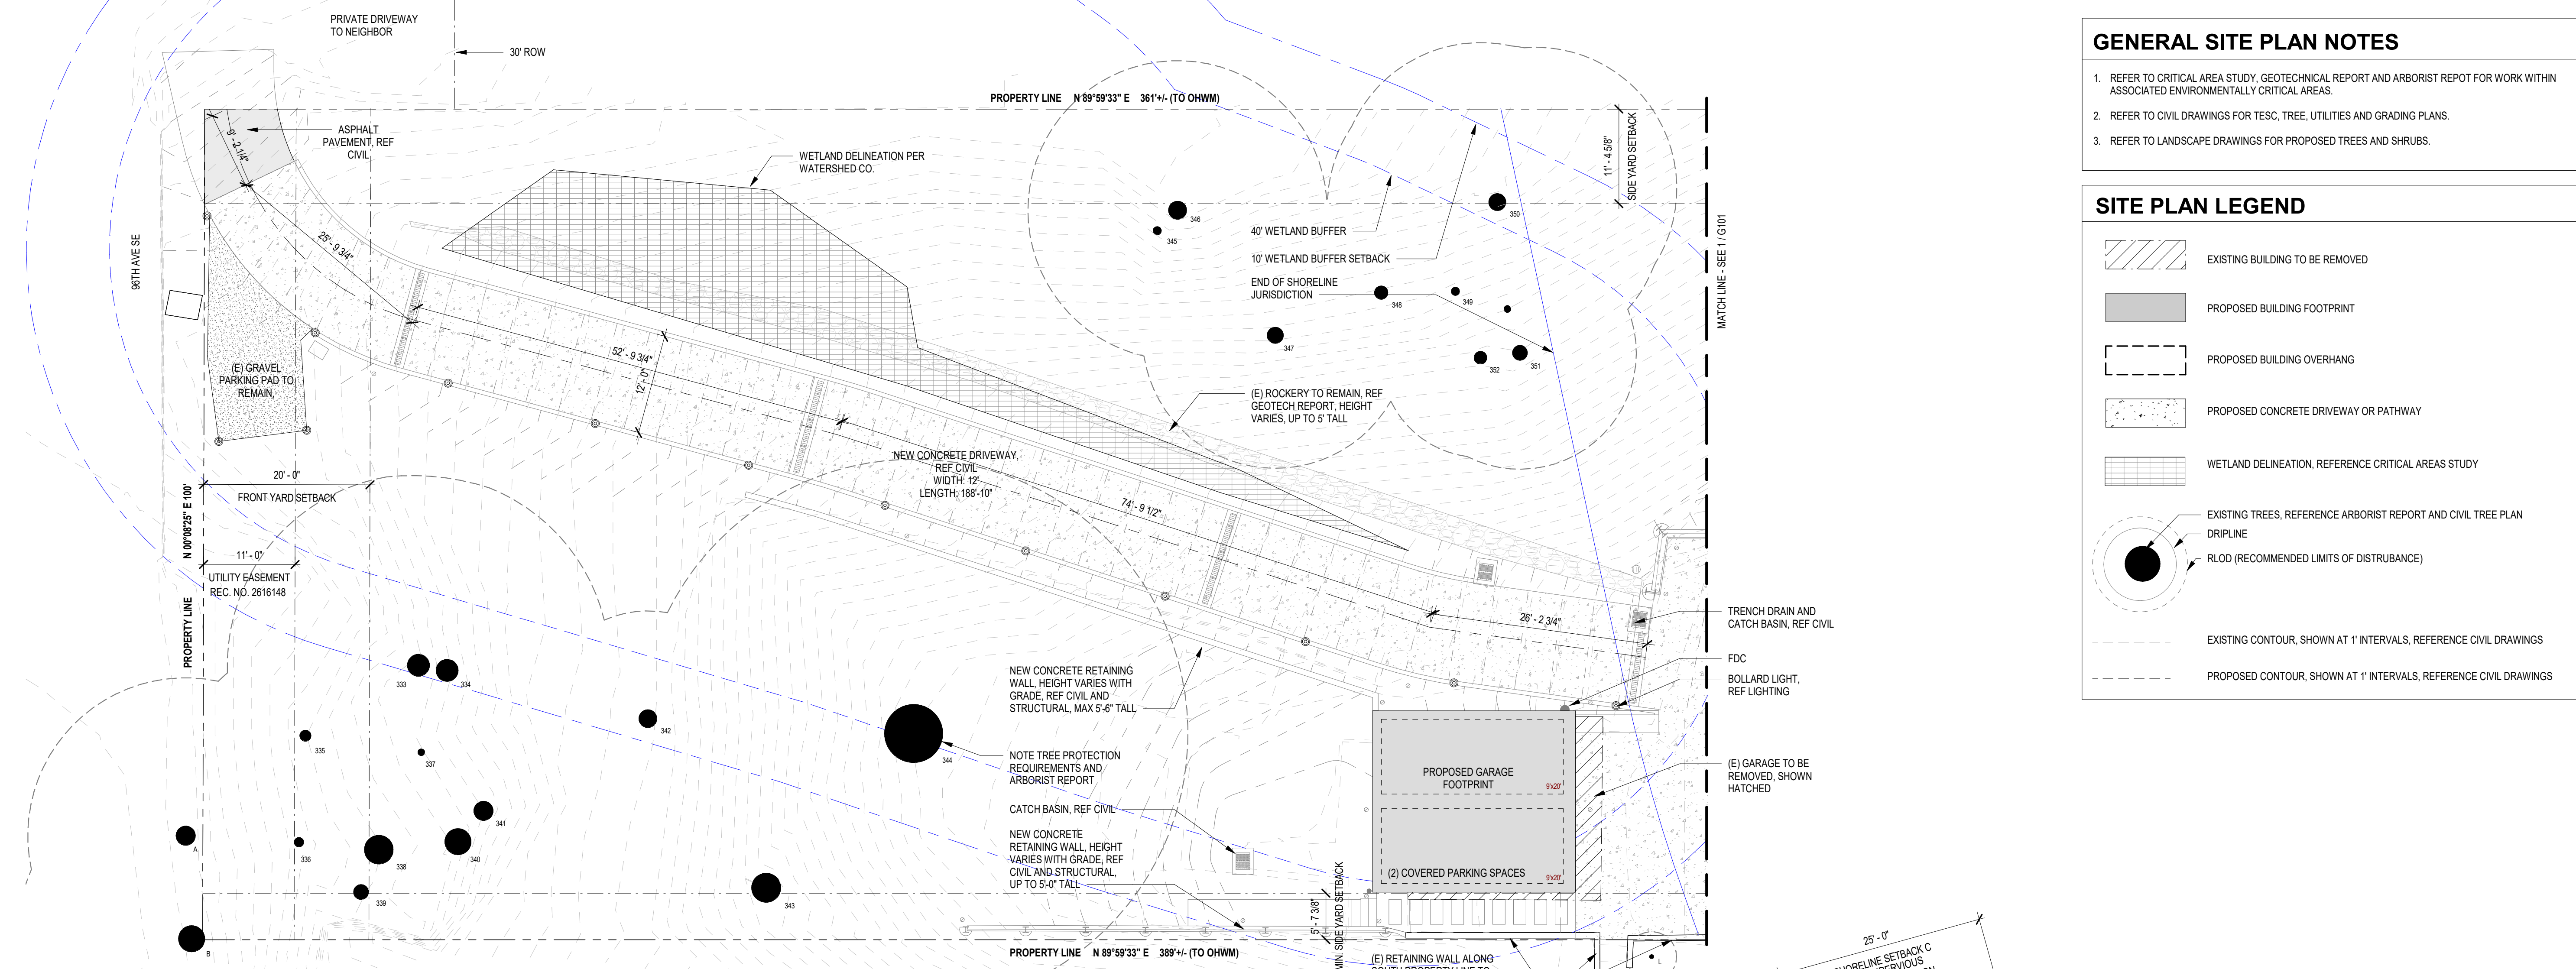 PRIVATE DRIVEWAY
TO NEIGHBOR
30' ROW
PROPERTY LINE N 89°59'33" E 361'+/- (TO OHWM)
9' - 2 1/4"
ASPHALT
PAVEMENT, REF
CIVIL
WETLAND DELINEATION PER
WATERSHED CO.
11' - 4 5/8"
SIDE YARD SETBACK
25' - 9 3/4"
96TH AVE SE
346
345
350
40' WETLAND BUFFER
10' WETLAND BUFFER SETBACK
END OF SHORELINE
JURISDICTION
MATCH LINE - SEE 1 / G101
348
349
347
352
351
52' - 9 3/4"
12' - 0"
(E) GRAVEL
PARKING PAD TO
REMAIN,
(E) ROCKERY TO REMAIN, REF
GEOTECH REPORT, HEIGHT
VARIES, UP TO 5' TALL
NEW CONCRETE DRIVEWAY,
REF CIVIL
WIDTH: 12'
LENGTH: 188'-10"
74' - 9 1/2"
20' - 0"
FRONT YARD SETBACK
N 00°08'25" E 100'
11' - 0"
UTILITY EASEMENT
REC. NO. 2616148
PROPERTY LINE
26' - 2 3/4"
TRENCH DRAIN AND
CATCH BASIN, REF CIVIL
FDC
BOLLARD LIGHT,
REF LIGHTING
333
334
342
344
335
337
NEW CONCRETE RETAINING
WALL, HEIGHT VARIES WITH
GRADE, REF CIVIL AND
STRUCTURAL, MAX 5'-6" TALL
NOTE TREE PROTECTION
REQUIREMENTS AND
ARBORIST REPORT
CATCH BASIN, REF CIVIL
NEW CONCRETE
RETAINING WALL, HEIGHT
VARIES WITH GRADE, REF
CIVIL AND STRUCTURAL,
UP TO 5'-0" TALL
PROPOSED GARAGE
FOOTPRINT
9'x20'
(2) COVERED PARKING SPACES
9'x20'
(E) GARAGE TO BE
REMOVED, SHOWN
HATCHED
341
A
336
338
340
339
343
B
5' - 7 3/8"
MIN. SIDE YARD SETBACK
PROPERTY LINE N 89°59'33" E 389'+/- (TO OHWM)
(E) RETAINING WALL ALONG
SOUTH PROPERTY LINE TO
L
25' - 0"
SHORELINE SETBACK C
GENERAL SITE PLAN NOTES
1. REFER TO CRITICAL AREA STUDY, GEOTECHNICAL REPORT AND ARBORIST REPOT FOR WORK WITHIN
ASSOCIATED ENVIRONMENTALLY CRITICAL AREAS.
2. REFER TO CIVIL DRAWINGS FOR TESC, TREE, UTILITIES AND GRADING PLANS.
3. REFER TO LANDSCAPE DRAWINGS FOR PROPOSED TREES AND SHRUBS.
SITE PLAN LEGEND
EXISTING BUILDING TO BE REMOVED
PROPOSED BUILDING FOOTPRINT
PROPOSED BUILDING OVERHANG
PROPOSED CONCRETE DRIVEWAY OR PATHWAY
WETLAND DELINEATION, REFERENCE CRITICAL AREAS STUDY
EXISTING TREES, REFERENCE ARBORIST REPORT AND CIVIL TREE PLAN
DRIPLINE
RLOD (RECOMMENDED LIMITS OF DISTRUBANCE)
EXISTING CONTOUR, SHOWN AT 1' INTERVALS, REFERENCE CIVIL DRAWINGS
PROPOSED CONTOUR, SHOWN AT 1' INTERVALS, REFERENCE CIVIL DRAWINGS